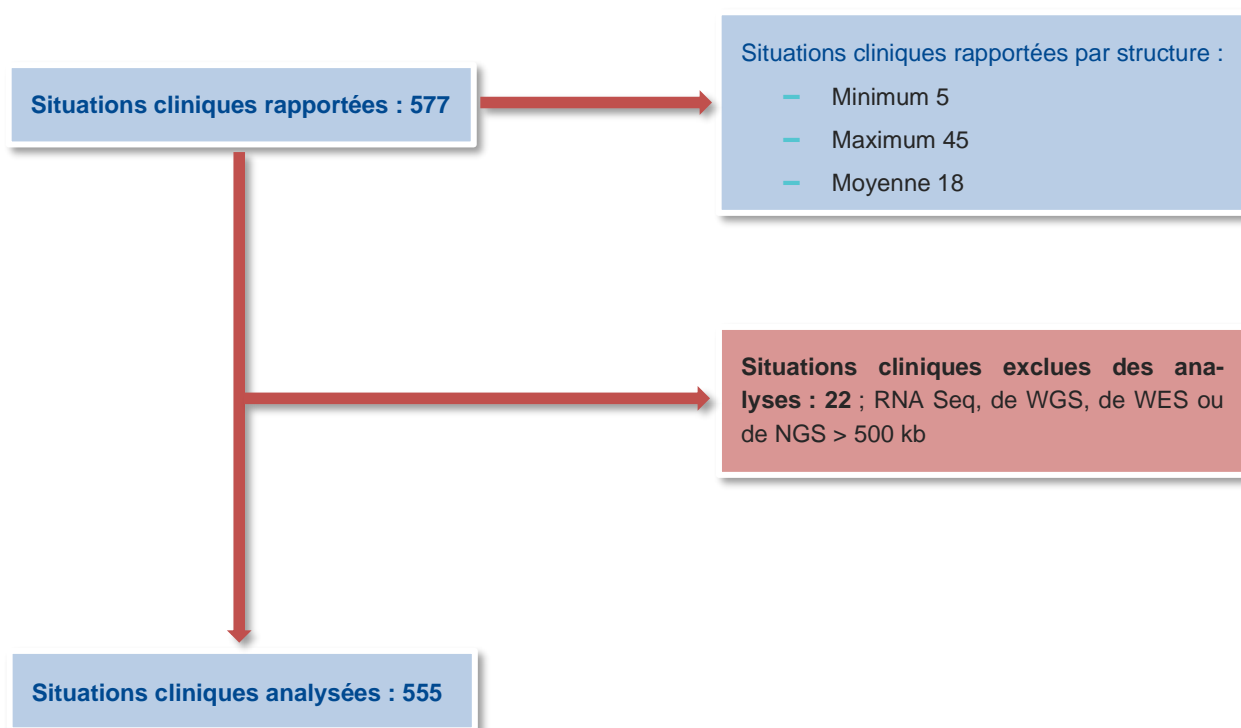 Situations cliniques rapportées : 577
Situations cliniques rapportées par structure :
– Minimum 5
– Maximum 45
– Moyenne 18
Situations cliniques exclues des ana-
lyses : 22 ; RNA Seq, de WGS, de WES ou
de NGS > 500 kb
Situations cliniques analysées : 555